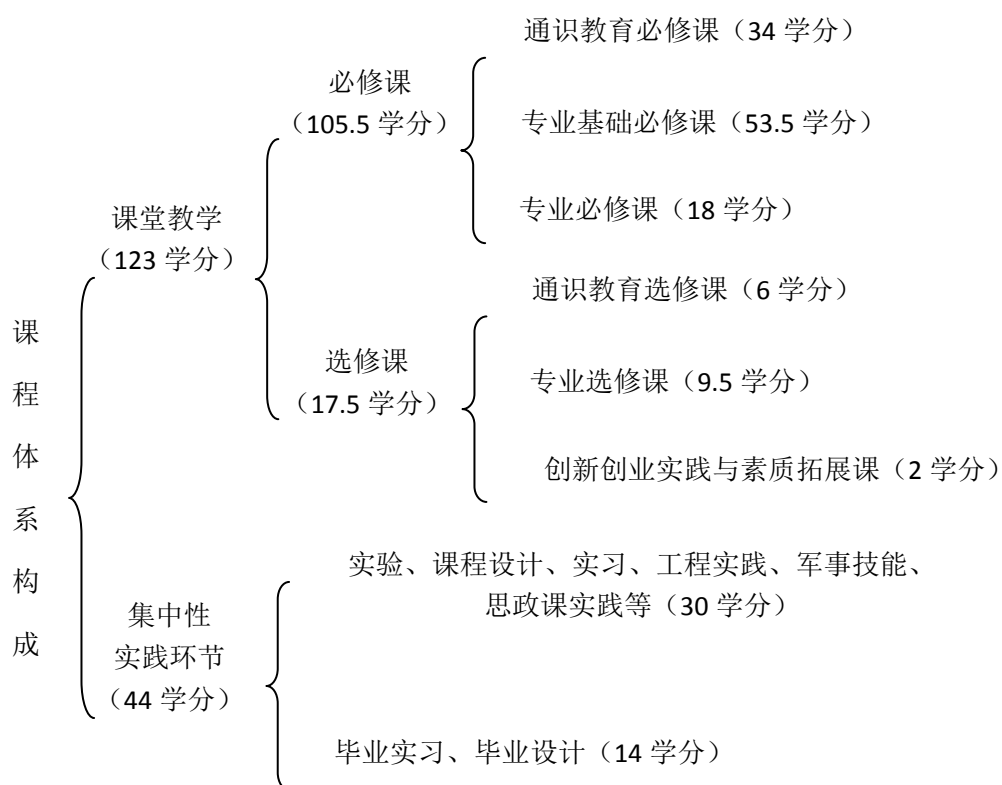 课
程
体
系
构
成
课堂教学
（123 学分）
必修课
（105.5 学分）
通识教育必修课（34 学分）
专业基础必修课（53.5 学分）
专业必修课（18 学分）
选修课
（17.5 学分）
通识教育选修课（6 学分）
专业选修课（9.5 学分）
创新创业实践与素质拓展课（2 学分）
集中性
实践环节
（44 学分）
实验、课程设计、实习、工程实践、军事技能、
思政课实践等（30 学分）
毕业实习、毕业设计（14 学分）